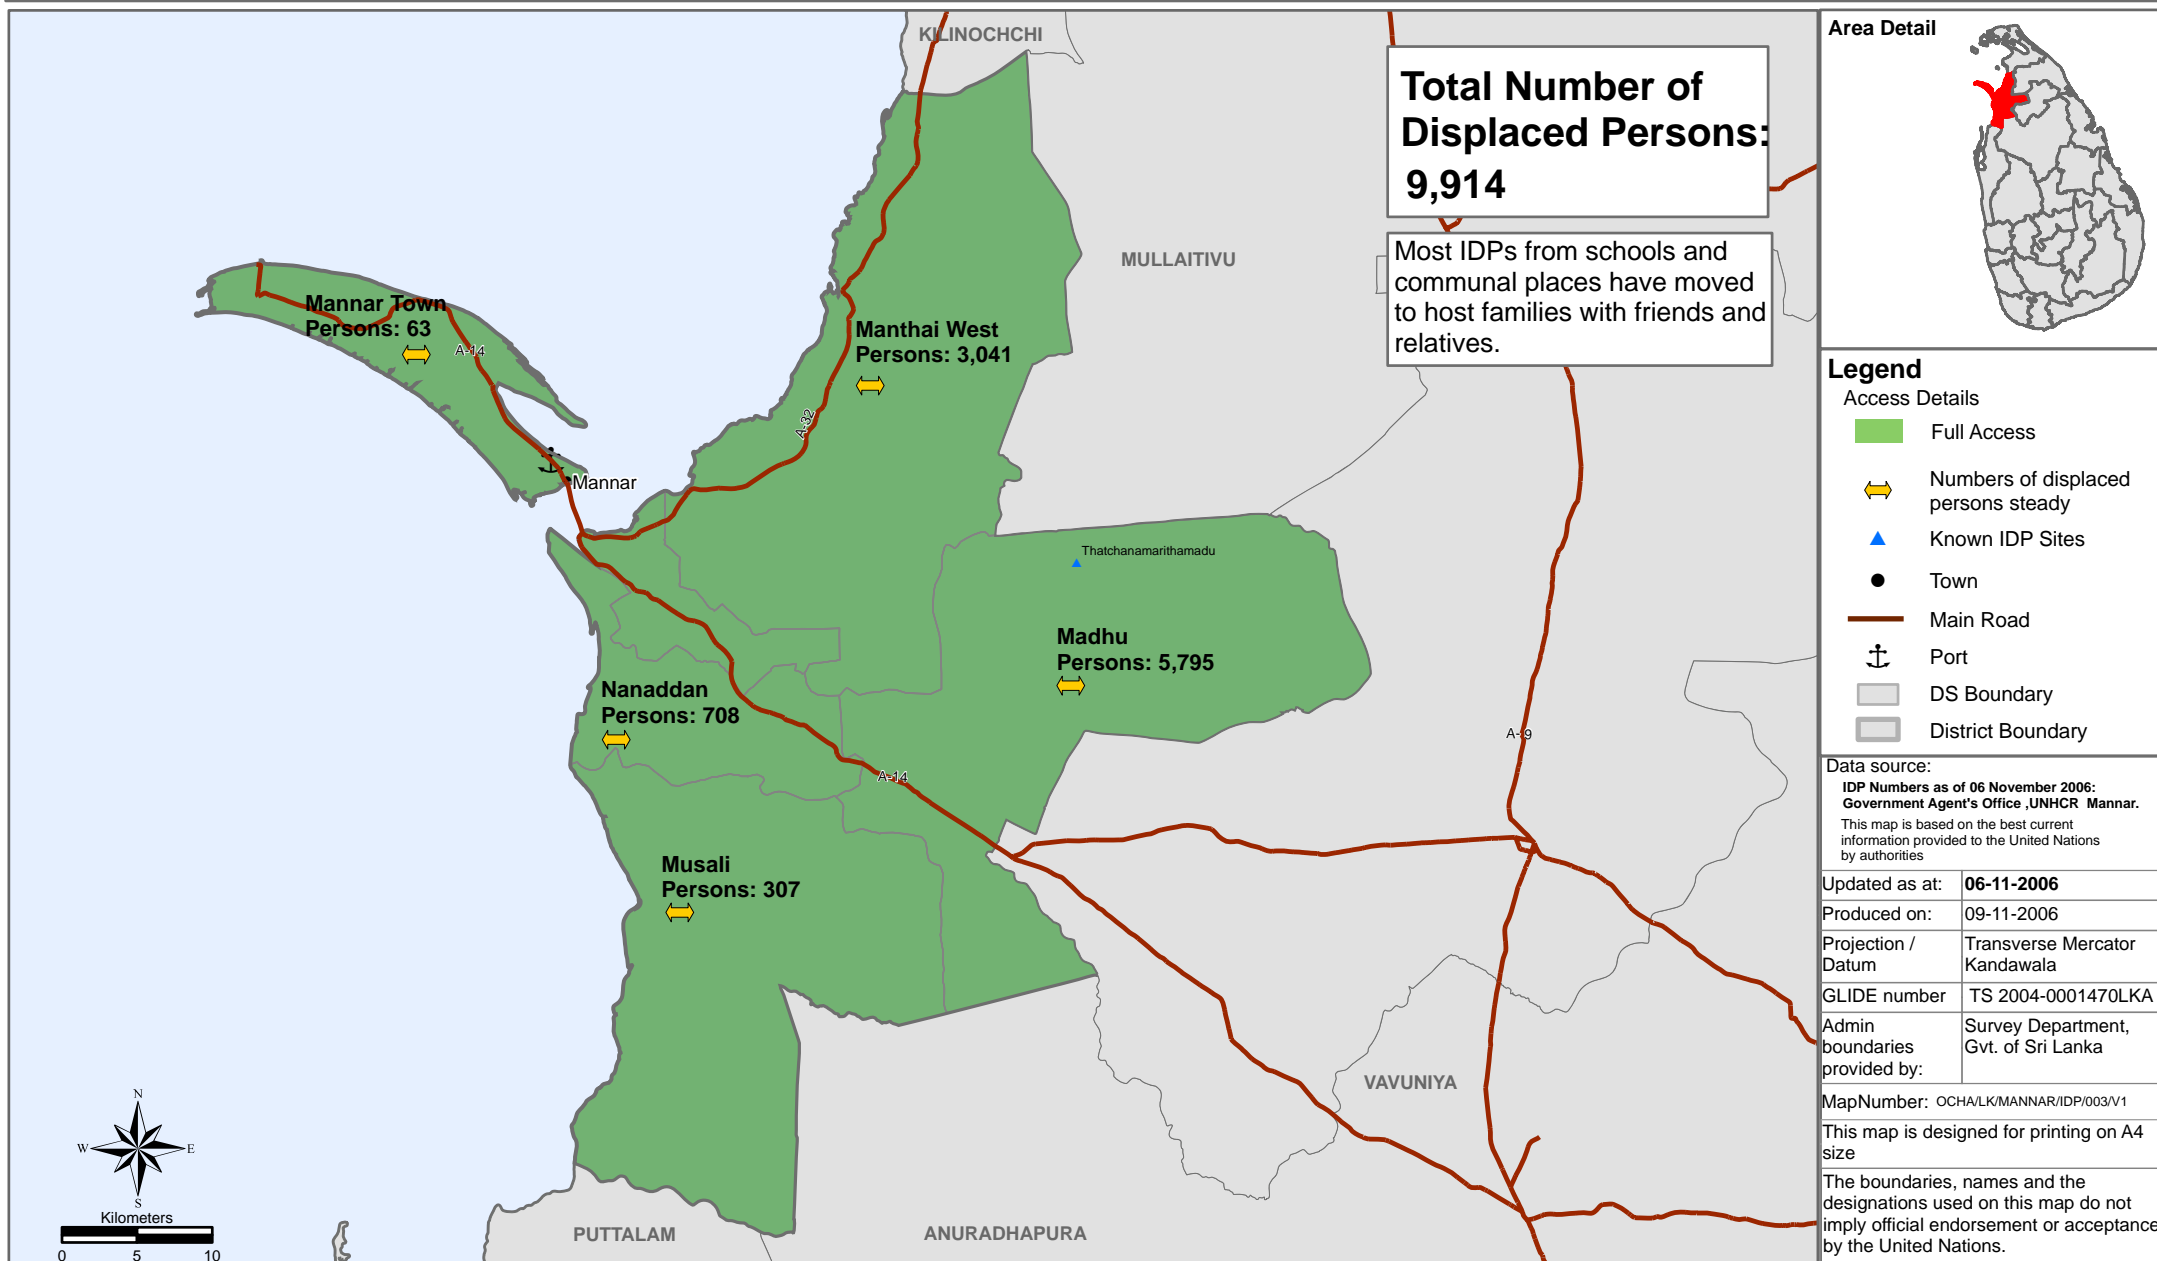 KILINOCHCHI
Total Number of
Displaced Persons:
9,914
Most IDPs from schools and
communal places have moved
to host families with friends and
relatives.
MULLAITIVU
Mannar Town
Persons: 63
A-14
Manthai West
Persons: 3,041
A-32
Mannar
Thatchanamarithamadu
Madhu
Persons: 5,795
Nanaddan
Persons: 708
A-14
A-9
Musali
Persons: 307
VAVUNIYA
PUTTALAM
ANURADHAPURA
N
W
E
S
Kilometers
0 5 10
Area Detail
Legend
Access Details
Full Access
Numbers of displaced
persons steady
Known IDP Sites
Town
Main Road
Port
DS Boundary
District Boundary
Data source:
IDP Numbers as of 06 November 2006:
Government Agent's Office ,UNHCR Mannar.
This map is based on the best current
information provided to the United Nations
by authorities
Updated as at: 06-11-2006
Produced on: 09-11-2006
Projection / Transverse Mercator
Datum Kandawala
GLIDE number TS 2004-0001470LKA
Admin Survey Department,
boundaries Gvt. of Sri Lanka
provided by:
MapNumber: OCHA/LK/MANNAR/IDP/003/V1
This map is designed for printing on A4
size
The boundaries, names and the
designations used on this map do not
imply official endorsement or acceptance
by the United Nations.